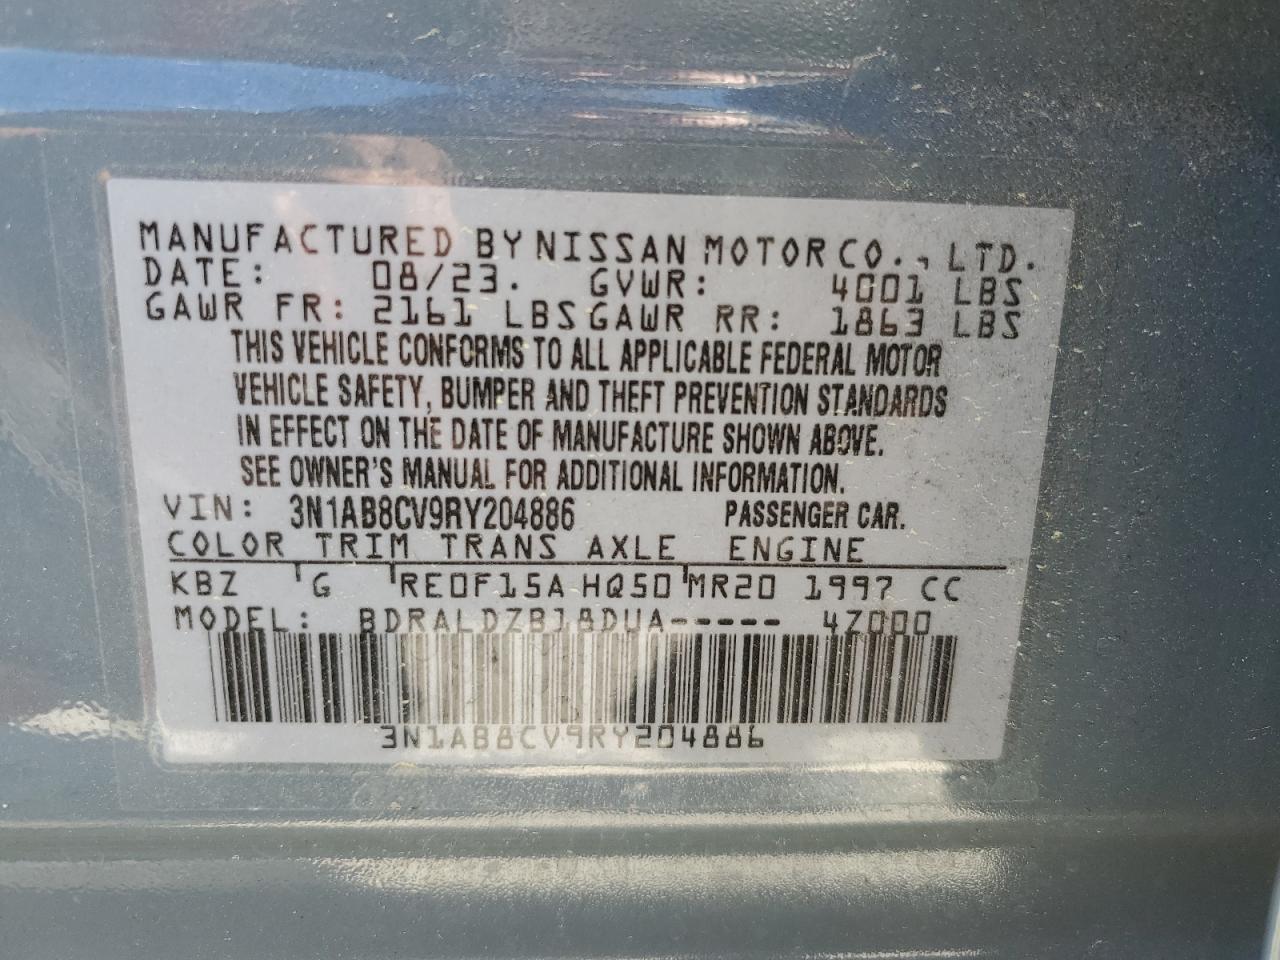 MANUFACTURED BY NISSAN MOTOR CO., LTD.
DATE: 08/23. GVWR: 4001 LBS
GAWR FR: 2161 LBS GAWR RR: 1863 LBS
THIS VEHICLE CONFORMS TO ALL APPLICABLE FEDERAL MOTOR
VEHICLE SAFETY, BUMPER AND THEFT PREVENTION STANDARDS
IN EFFECT ON THE DATE OF MANUFACTURE SHOWN ABOVE.
SEE OWNER'S MANUAL FOR ADDITIONAL INFORMATION.
VIN: 3N1AB8CV9RY204886 PASSENGER CAR.
COLOR TRIM TRANS AXLE ENGINE
KBZ G RE0F15A HQ50 MR20 1997 CC
MODEL: BDRALDZB18DUA----- 4Z000
3N1AB8CV9RY204886